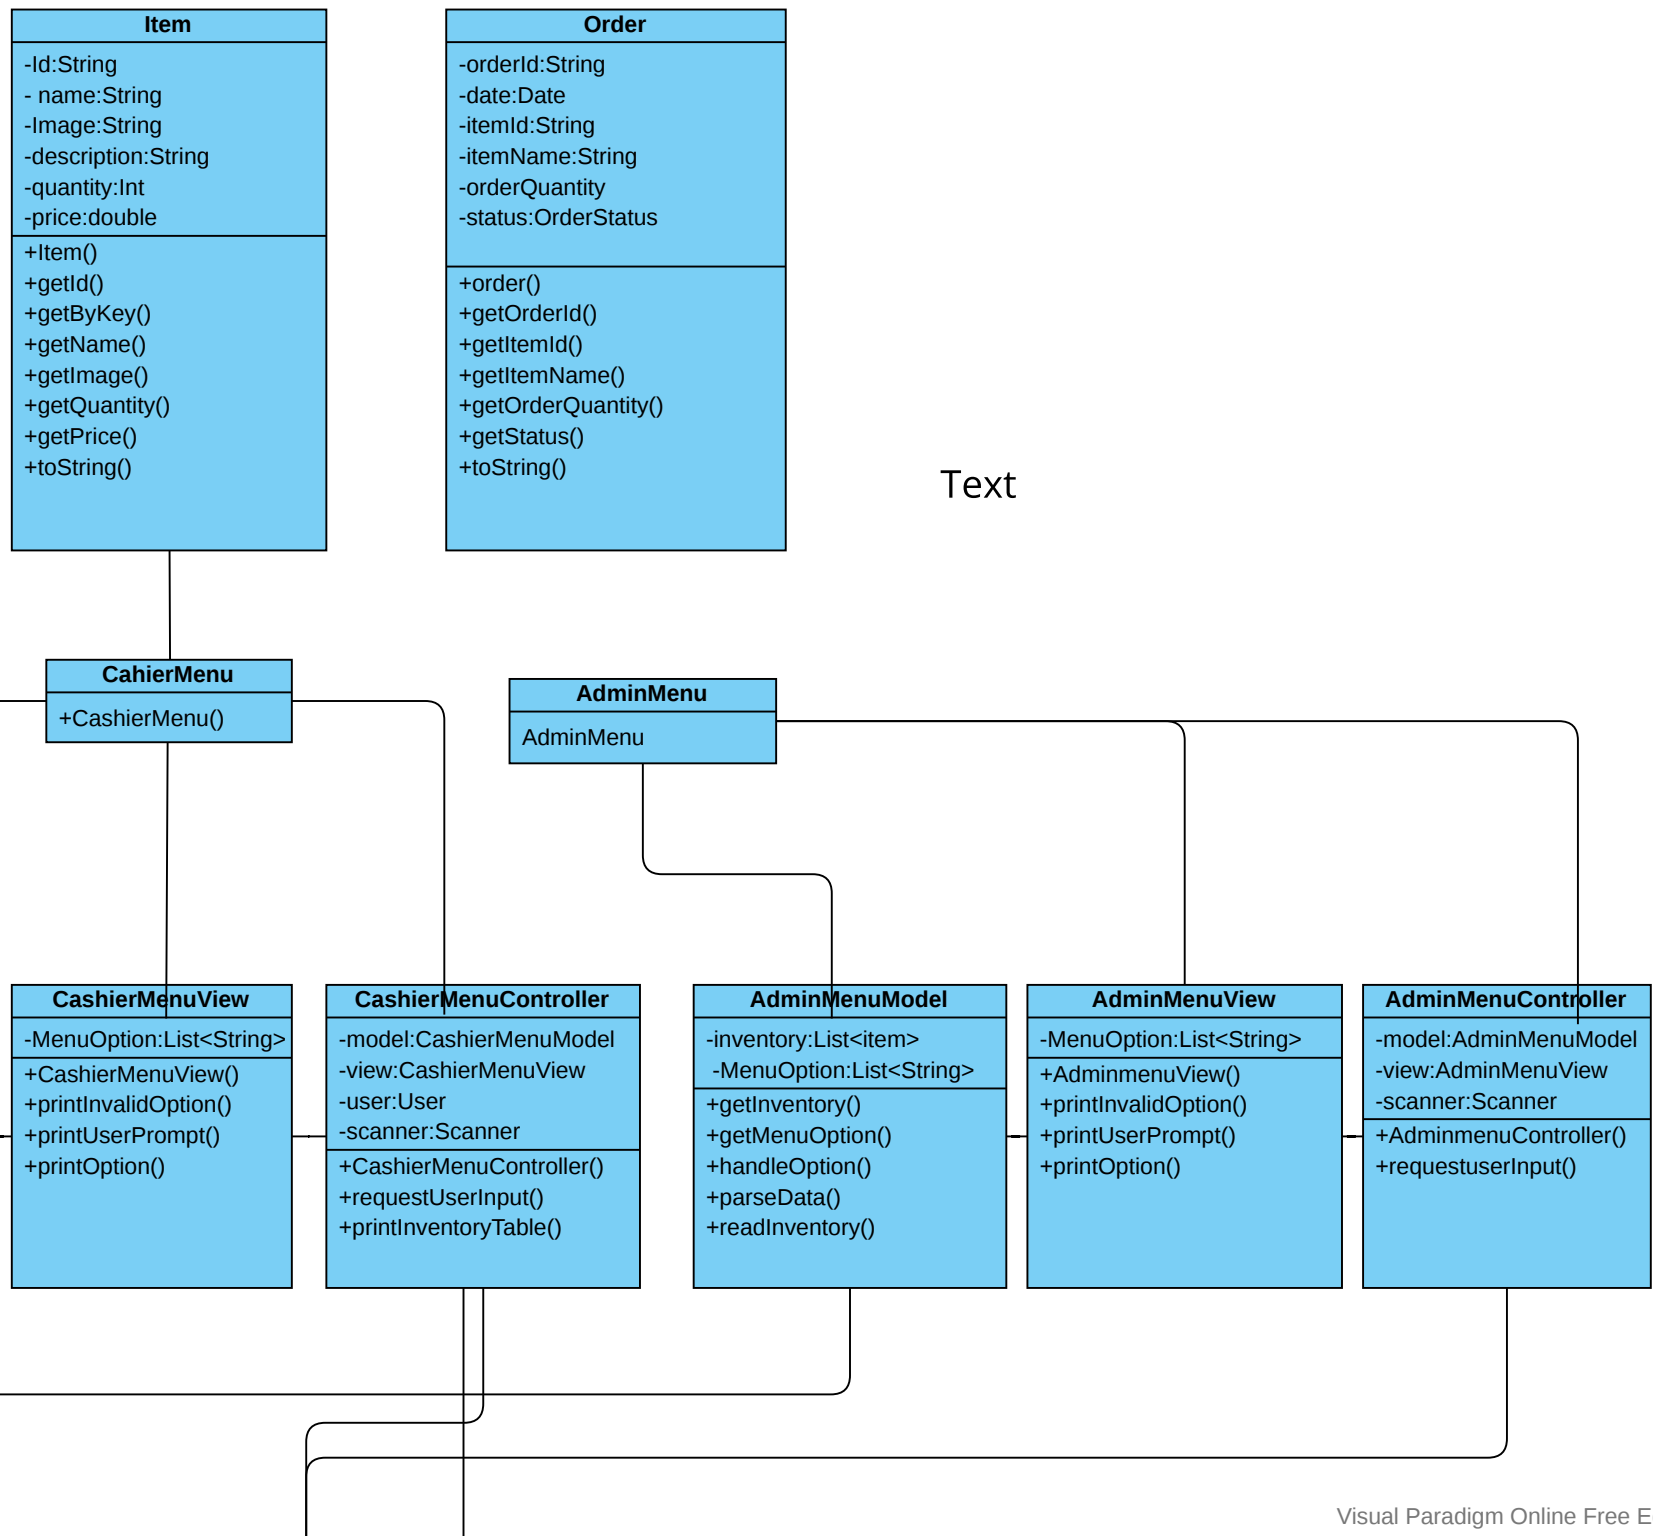 Item
-Id:String
- name:String
-Image:String
-description:String
-quantity:Int
-price:double
+Item()
+getId()
+getByKey()
+getName()
+getImage()
+getQuantity()
+getPrice()
+toString()
Order
-orderId:String
-date:Date
-itemId:String
-itemName:String
-orderQuantity
-status:OrderStatus
+order()
+getOrderId()
+getItemId()
+getItemName()
+getOrderQuantity()
+getStatus()
+toString()
Text
CahierMenu
+CashierMenu()
AdminMenu
AdminMenu
CashierMenuView
-MenuOption:List<String>
+CashierMenuView()
+printInvalidOption()
+printUserPrompt()
+printOption()
CashierMenuController
-model:CashierMenuModel
-view:CashierMenuView
-user:User
-scanner:Scanner
+CashierMenuController()
+requestUserInput()
+printInventoryTable()
AdminMenuModel
-inventory:List<item>
-MenuOption:List<String>
+getInventory()
+getMenuOption()
+handleOption()
+parseData()
+readInventory()
AdminMenuView
-MenuOption:List<String>
+AdminmenuView()
+printInvalidOption()
+printUserPrompt()
+printOption()
AdminMenuController
-model:AdminMenuModel
-view:AdminMenuView
-scanner:Scanner
+AdminmenuController()
+requestuserInput()
Visual Paradigm Online Free E